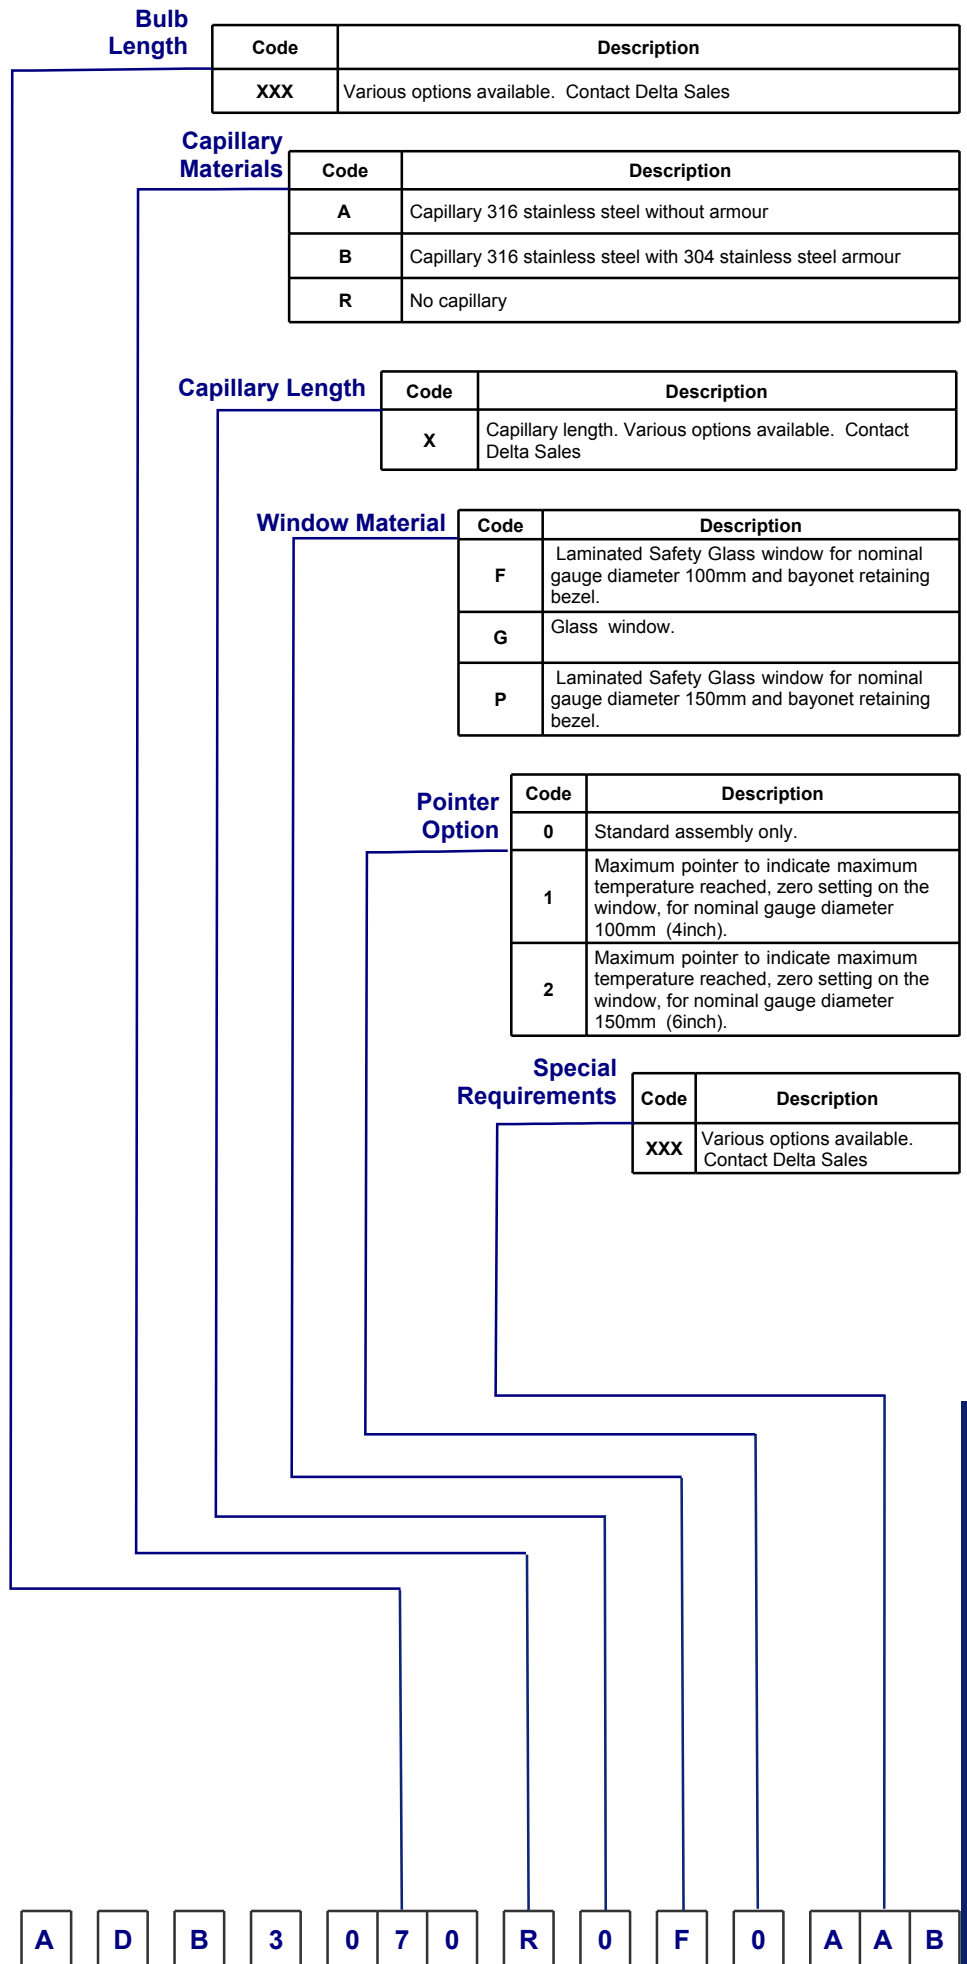 Bulb
Length
Code Description
XXX Various options available. Contact Delta Sales
Capillary
Materials
Code Description
A Capillary 316 stainless steel without armour
B Capillary 316 stainless steel with 304 stainless steel armour
R No capillary
Capillary Length
Code Description
X Capillary length. Various options available. Contact
Delta Sales
Window Material
Code Description
F Laminated Safety Glass window for nominal
gauge diameter 100mm and bayonet retaining
bezel.
G Glass window.
P Laminated Safety Glass window for nominal
gauge diameter 150mm and bayonet retaining
bezel.
Pointer
Option
Code Description
0 Standard assembly only.
1 Maximum pointer to indicate maximum
temperature reached, zero setting on the
window, for nominal gauge diameter
100mm (4inch).
2 Maximum pointer to indicate maximum
temperature reached, zero setting on the
window, for nominal gauge diameter
150mm (6inch).
Special
Requirements
Code Description
XXX Various options available.
Contact Delta Sales
A D B 3 0 7 0 R 0 F 0 A A B